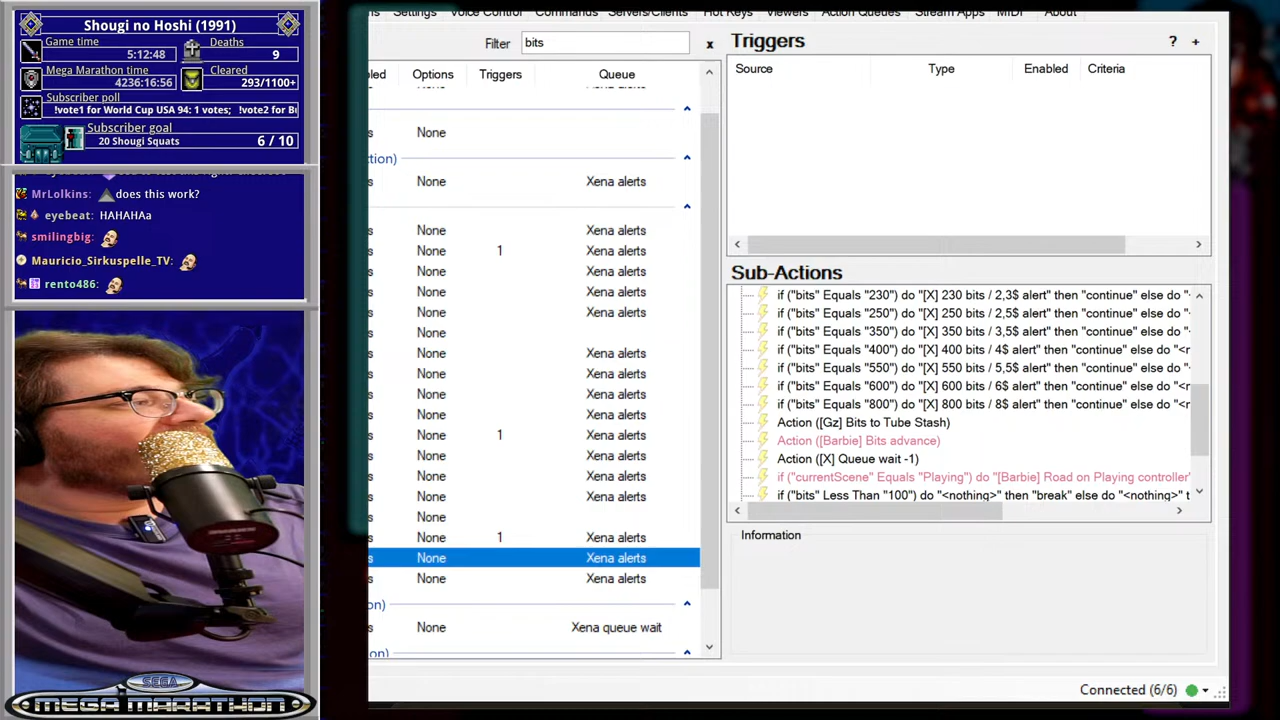 Shougi no Hoshi (1991)
Game time
5:12:48
Deaths
9
Mega Marathon time
4236:16:56
Cleared
293/1100+
Subscriber poll
!vote1 for World Cup USA 94: 1 votes; !vote2 for B
Subscriber goal
20 Shougi Squats
6 / 10
MrLolkins: does this work?
eyebeat: HAHAHAa
smilingbig:
Mauricio_Sirkuspelle_TV:
rento486:
SEGA
MEGA MARATHON
Settings Voice Control Commands Servers/Clients Hot Keys Viewers Action Queues Stream Apps MIDI About
Filter bits x
Options Triggers Queue
None
ction)
None Xena alerts
None Xena alerts
None 1 Xena alerts
None Xena alerts
None Xena alerts
None Xena alerts
None
None Xena alerts
None Xena alerts
None Xena alerts
None Xena alerts
None 1 Xena alerts
None Xena alerts
None Xena alerts
None Xena alerts
None
None 1 Xena alerts
None Xena alerts
None Xena alerts
on)
None Xena queue wait
Triggers ? +
Source Type Enabled Criteria
Sub-Actions
if ("bits" Equals "230") do "[X] 230 bits / 2,3$ alert" then "continue" else do "
if ("bits" Equals "250") do "[X] 250 bits / 2,5$ alert" then "continue" else do "
if ("bits" Equals "350") do "[X] 350 bits / 3,5$ alert" then "continue" else do "
if ("bits" Equals "400") do "[X] 400 bits / 4$ alert" then "continue" else do "<r
if ("bits" Equals "550") do "[X] 550 bits / 5,5$ alert" then "continue" else do "
if ("bits" Equals "600") do "[X] 600 bits / 6$ alert" then "continue" else do "<r
if ("bits" Equals "800") do "[X] 800 bits / 8$ alert" then "continue" else do "<r
Action ([Gz] Bits to Tube Stash)
Action ([Barbie] Bits advance)
Action ([X] Queue wait -1)
if ("currentScene" Equals "Playing") do "[Barbie] Road on Playing controller"
if ("bits" Less Than "100") do "<nothing>" then "break" else do "<nothing>" t
Information
Connected (6/6)